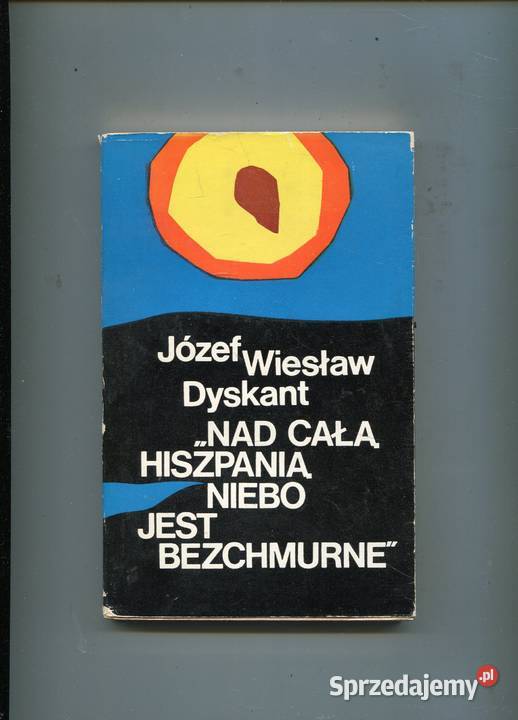 Józef Wiesław
Dyskant
„NAD CAŁĄ
HISZPANIĄ
NIEBO
JEST
BEZCHMURNE”
Sprzedajemy.pl